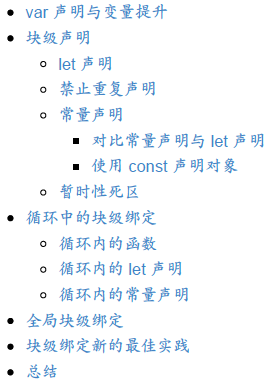 var 声明与变量提升
块级声明
let 声明
禁止重复声明
常量声明
对比常量声明与 let 声明
使用 const 声明对象
暂时性死区
循环中的块级绑定
循环内的函数
循环内的 let 声明
循环内的常量声明
全局块级绑定
块级绑定新的最佳实践
总结